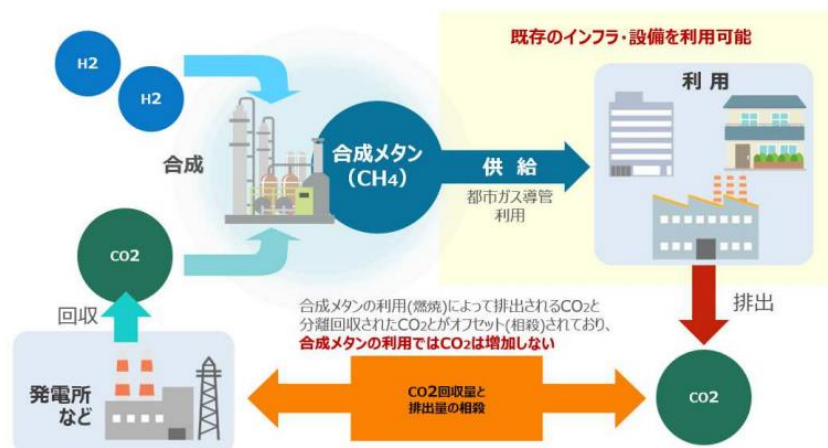 既存のインフラ・設備を利用可能
H2
H2
合成
合成メタン
（CH4）
供 給
都市ガス導管
利用
利 用
CO2
回収
発電所
など
合成メタンの利用(燃焼)によって排出されるCO2と
分離回収されたCO2とがオフセット(相殺)されており、
合成メタンの利用ではCO2は増加しない
排出
CO2回収量と
排出量の相殺
CO2